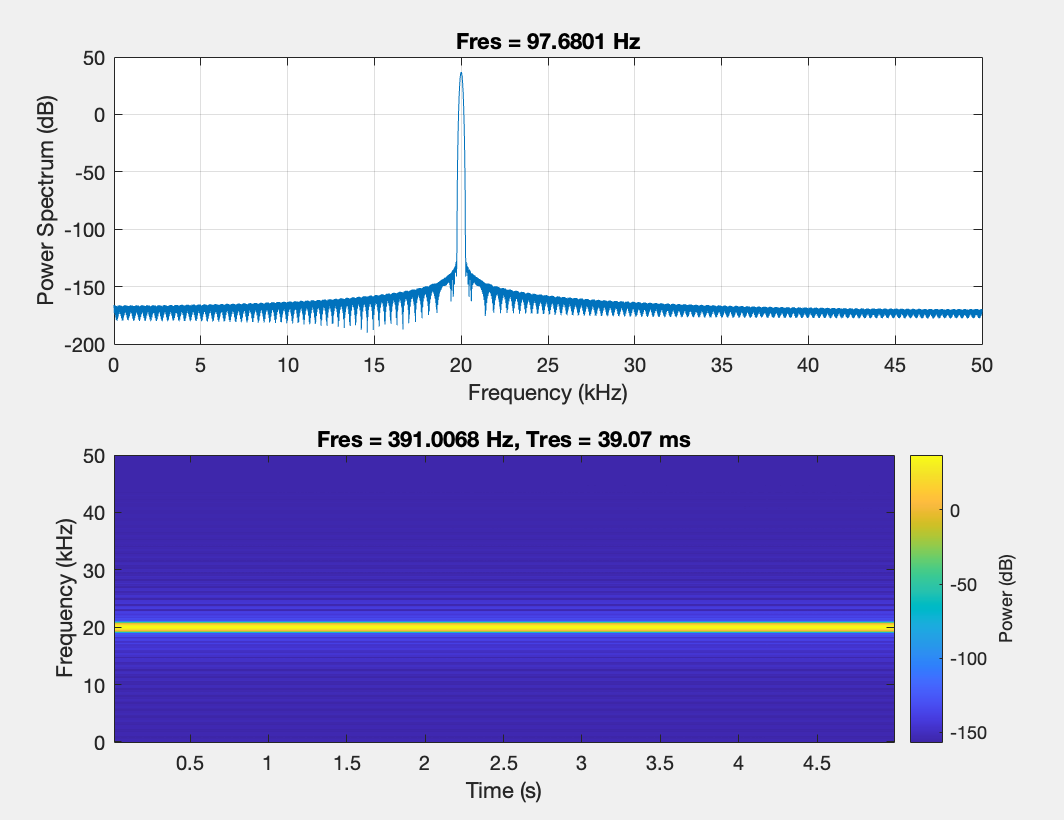 Fres = 97.6801 Hz
Power Spectrum (dB)
50
0
-50
-100
-150
-200
0 5 10 15 20 25 30 35 40 45 50
Frequency (kHz)
Fres = 391.0068 Hz, Tres = 39.07 ms
Frequency (kHz)
50
40
30
20
10
0
0.5 1 1.5 2 2.5 3 3.5 4 4.5
Time (s)
0
-50
-100
-150
Power (dB)